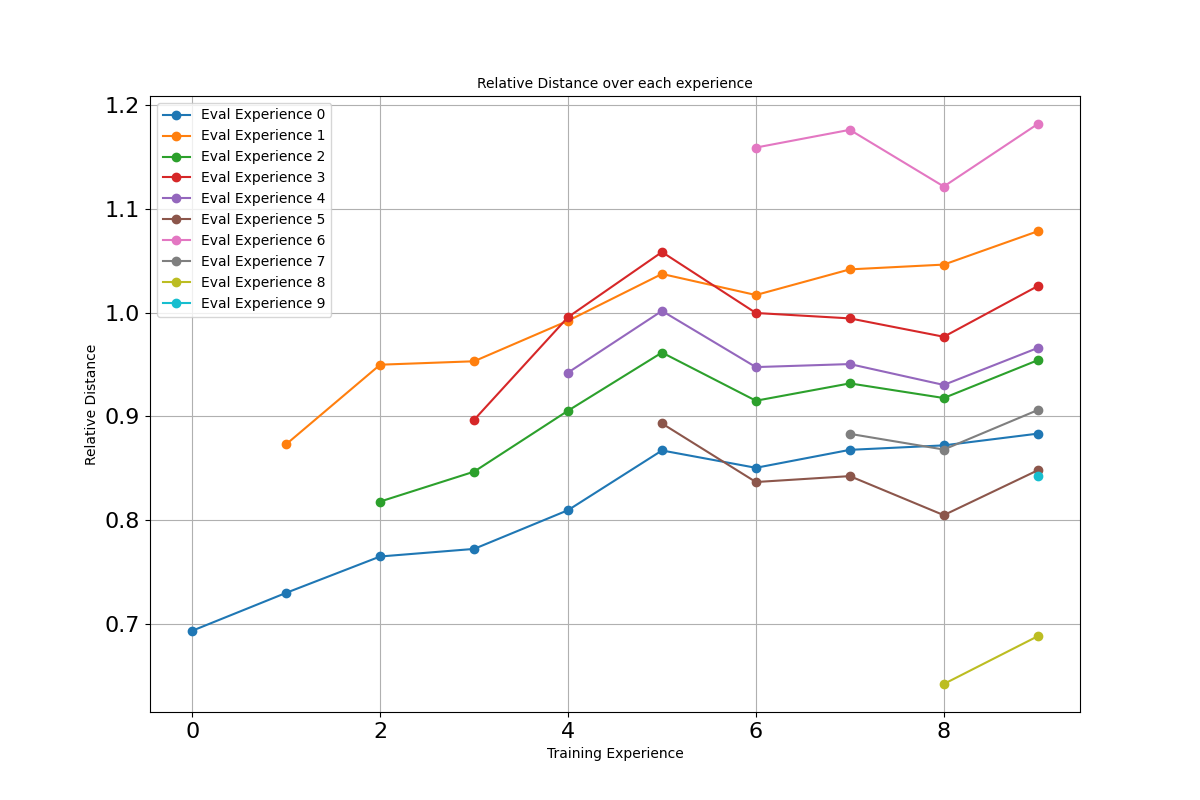 Relative Distance over each experience
1.2
1.1
1.0
0.9
0.8
0.7
Relative Distance
Eval Experience 0
Eval Experience 1
Eval Experience 2
Eval Experience 3
Eval Experience 4
Eval Experience 5
Eval Experience 6
Eval Experience 7
Eval Experience 8
Eval Experience 9
0 2 4 6 8
Training Experience